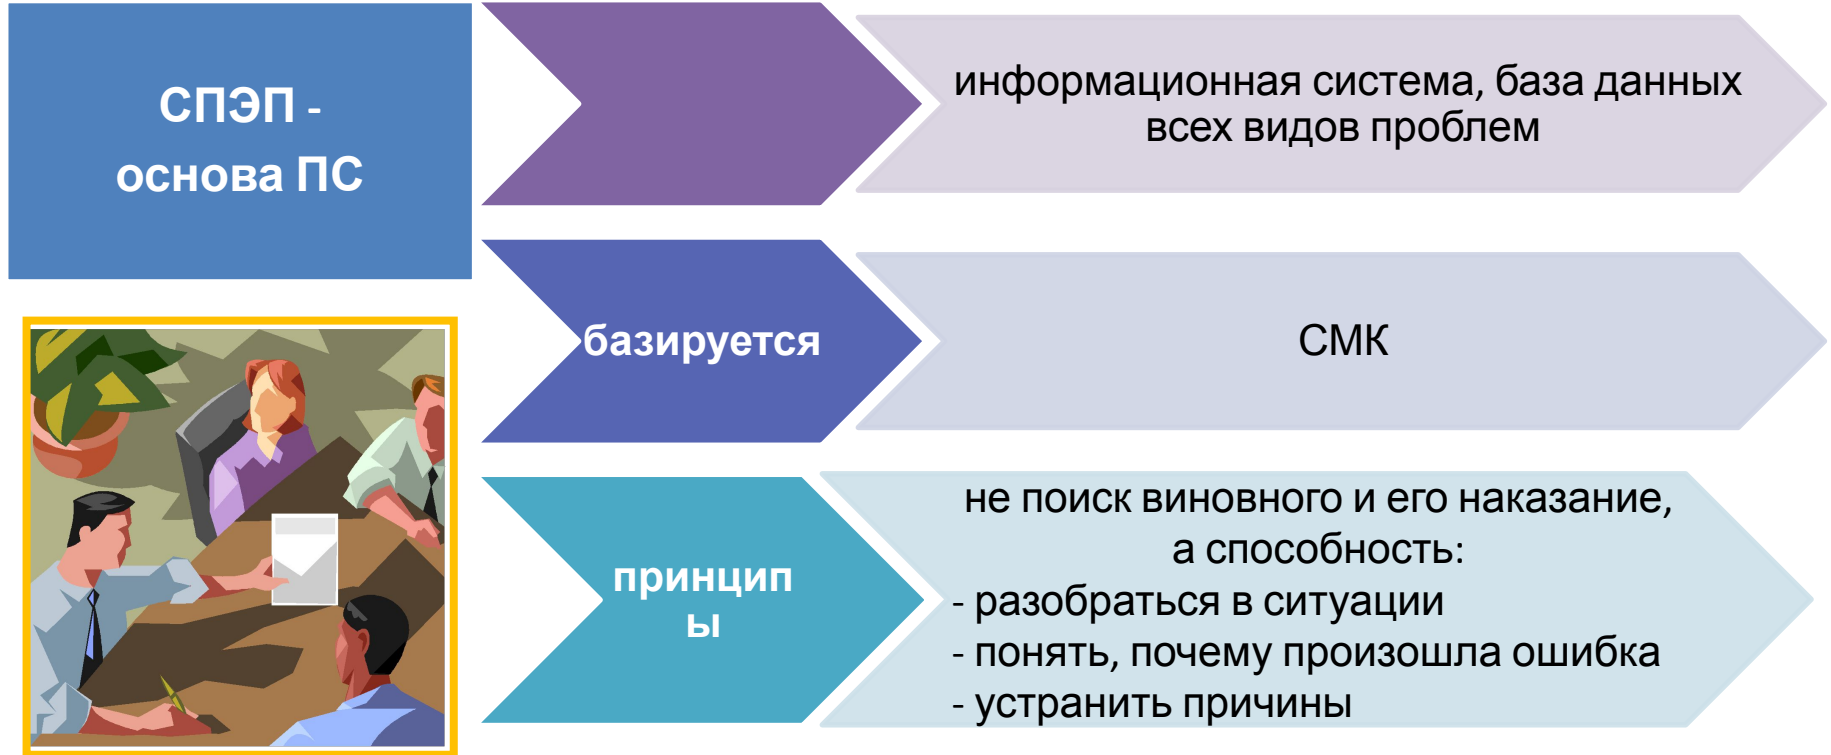 СПЭП -
основа ПС
информационная система, база данных
всех видов проблем
базируется
СМК
принцип
ы
не поиск виновного и его наказание,
а способность:
- разобраться в ситуации
- понять, почему произошла ошибка
- устранить причины